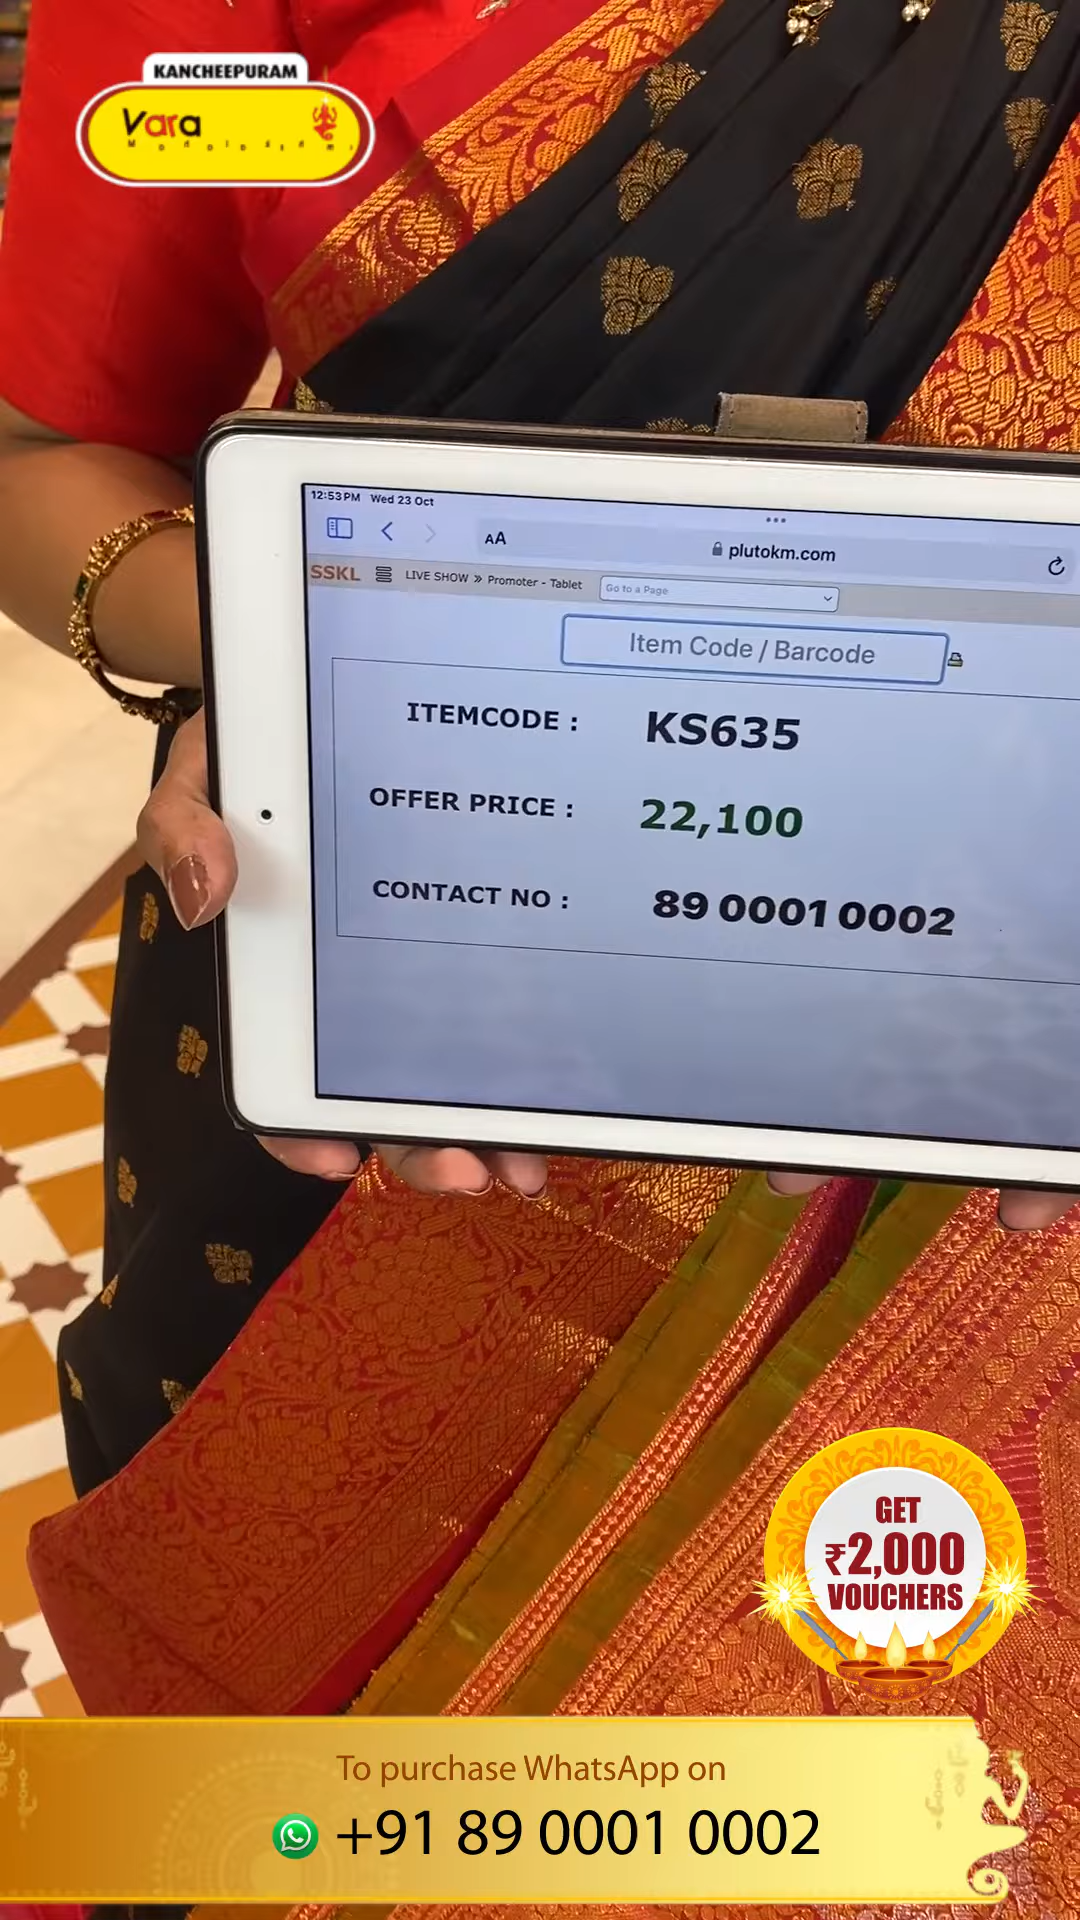 KANCHEEPURAM
Vara
12:53 PM Wed 23 Oct
AA
plutokm.com
SSKL
LIVE SHOW » Promoter - Tablet
Go to a Page
Item Code / Barcode
ITEMCODE : KS635
OFFER PRICE : 22,100
CONTACT NO : 89 0001 0002
GET
₹2,000
VOUCHERS
To purchase WhatsApp on
+91 89 0001 0002